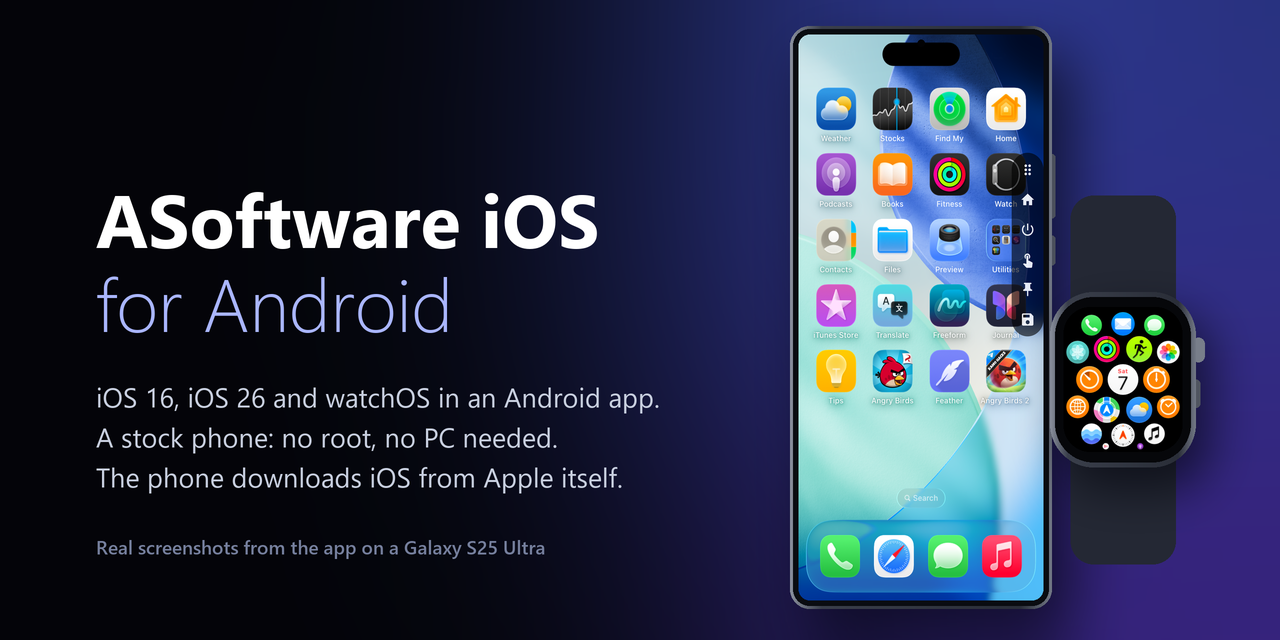 ASoftware iOS
for Android
iOS 16, iOS 26 and watchOS in an Android app.
A stock phone: no root, no PC needed.
The phone downloads iOS from Apple itself.
Real screenshots from the app on a Galaxy S25 Ultra
Weather Stocks Find My Home
Podcasts Books Fitness Watch
Contacts Files Preview Utilities
iTunes Store Translate Freeform Journal
Tips Angry Birds Feather Angry Birds 2
Search
A 文
Sat
7